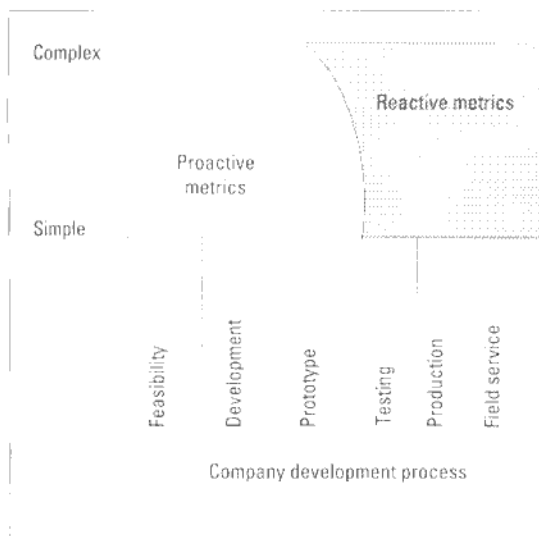 Complex
Reactive metrics
Proactive
metrics
Simple
Feasibility
Development
Prototype
Testing
Production
Field service
Company development process